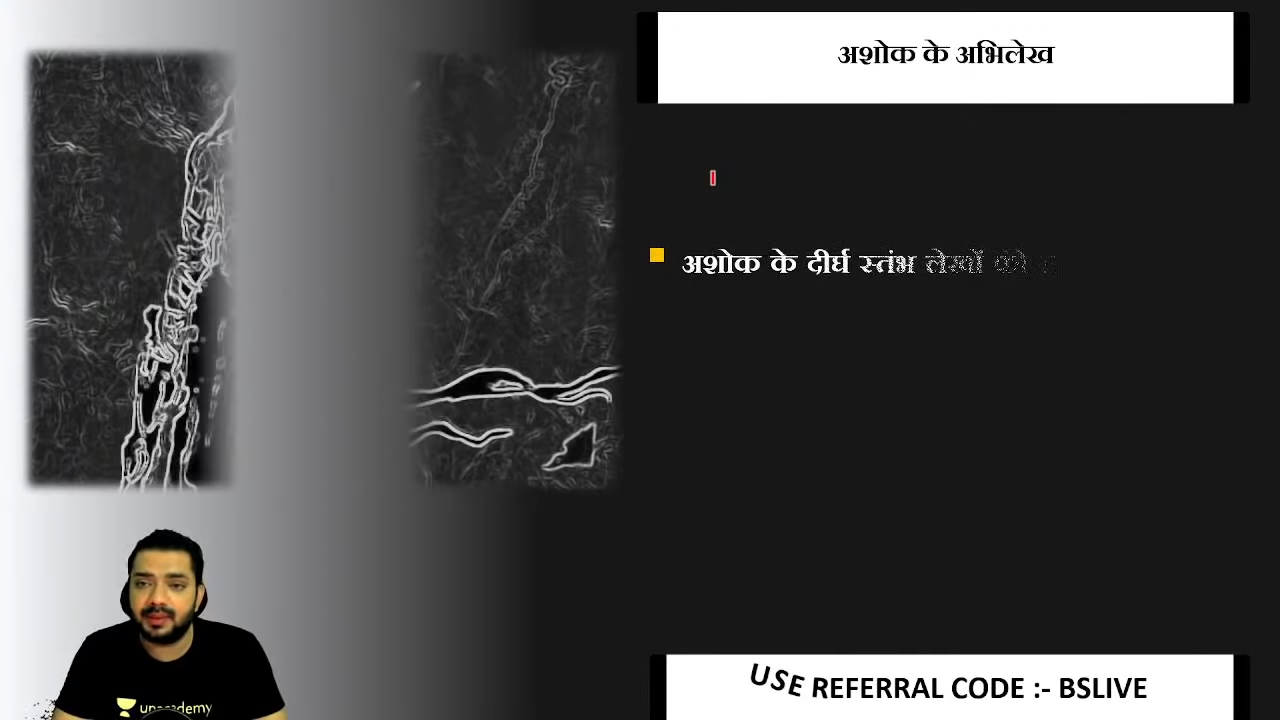 अशोक के अभिलेख
अशोक के दीर्घ स्तंभ लेखों की
USE REFERRAL CODE :- BSLIVE
unacademy